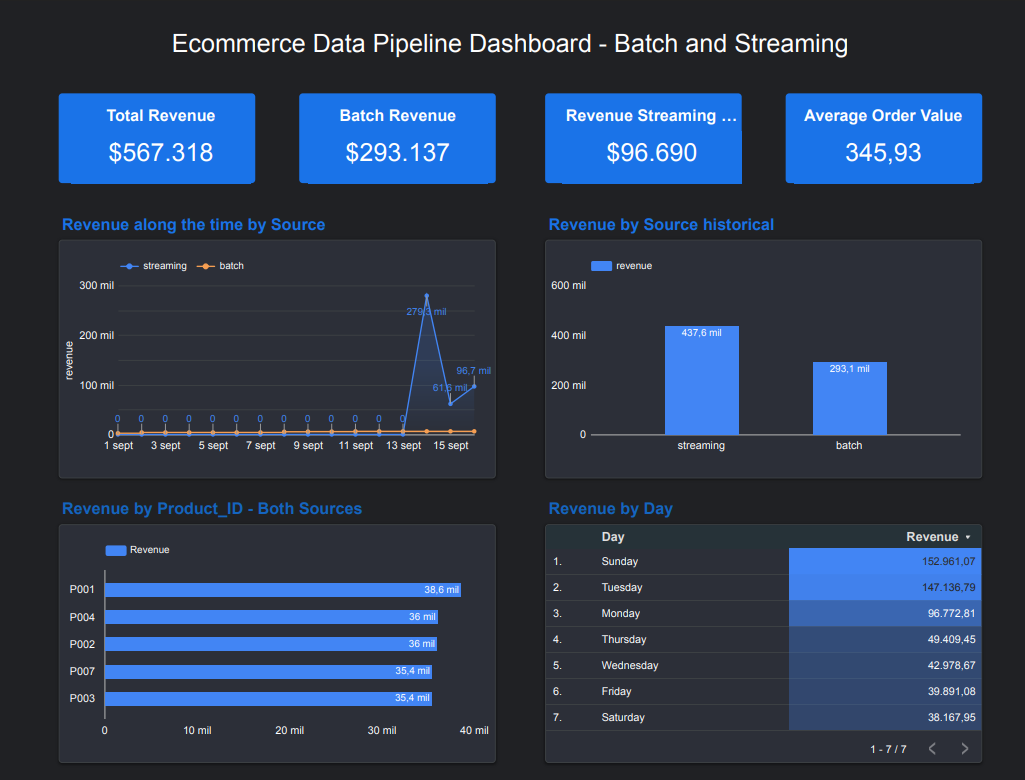 Ecommerce Data Pipeline Dashboard - Batch and Streaming
Total Revenue
$567.318
Batch Revenue
$293.137
Revenue Streaming ...
$96.690
Average Order Value
345,93
Revenue along the time by Source
streaming
batch
revenue
300 mil
200 mil
100 mil
0
279,3 mil
61,6 mil
96,7 mil
0 0 0 0 0 0 0 0 0 0 0 0 0
1 sept 3 sept 5 sept 7 sept 9 sept 11 sept 13 sept 15 sept
Revenue by Source historical
revenue
600 mil
400 mil
200 mil
0
437,6 mil
293,1 mil
streaming
batch
Revenue by Product_ID - Both Sources
Revenue
P001 38,6 mil
P004 36 mil
P002 36 mil
P007 35,4 mil
P003 35,4 mil
0 10 mil 20 mil 30 mil 40 mil
Revenue by Day
Day Revenue
1. Sunday 152.961,07
2. Tuesday 147.136,79
3. Monday 96.772,81
4. Thursday 49.409,45
5. Wednesday 42.978,67
6. Friday 39.891,08
7. Saturday 38.167,95
1 - 7 / 7